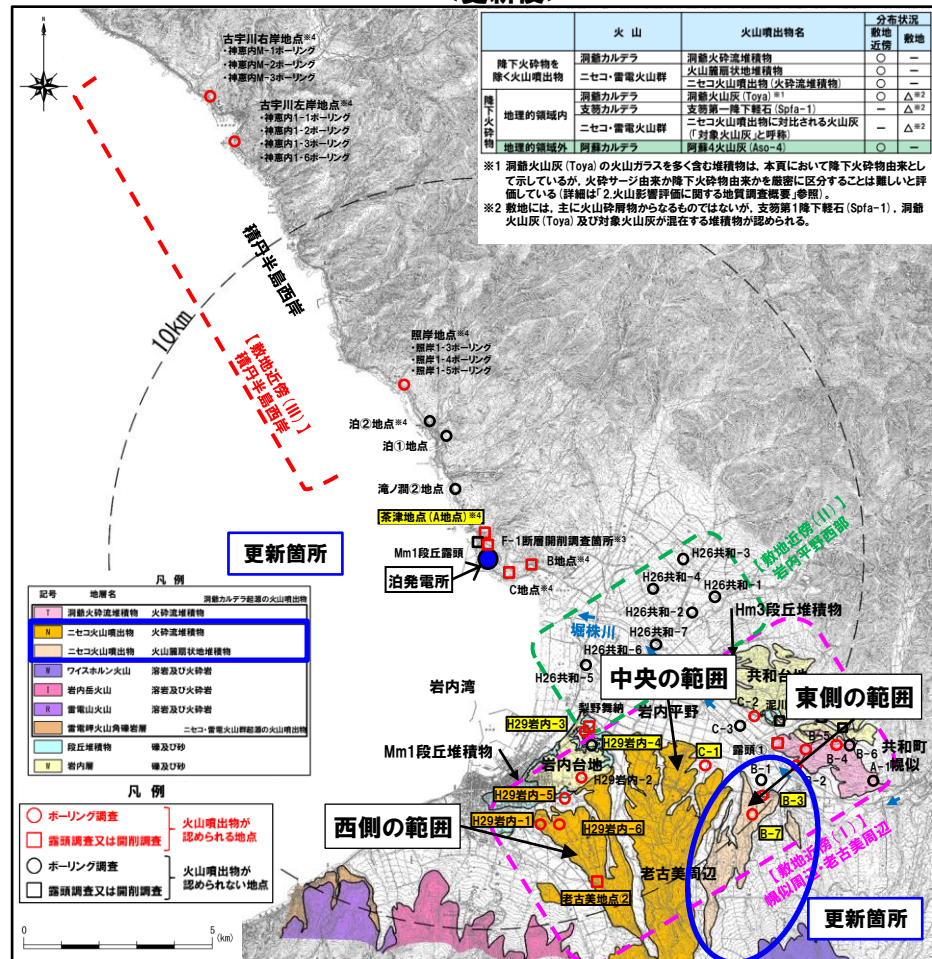 古宇川右岸地点※4
・神恵内M-1ボーリング
・神恵内M-2ボーリング
・神恵内M-3ボーリング
古宇川左岸地点※4
・神恵内1-1ボーリング
・神恵内1-2ボーリング
・神恵内1-3ボーリング
・神恵内1-6ボーリング
火山 火山噴出物名 分布状況
敷地近傍 敷地
降下火砕物を除く火山噴出物 洞爺カルデラ 洞爺火砕流堆積物 ○ −
ニセコ・雷電火山群 火山麓扇状地堆積物 ○ −
ニセコ火山噴出物(火砕流堆積物) ○ −
降下火砕物 地理的領域内 洞爺カルデラ 洞爺火山灰(Toya)※1 ○ △※2
支笏カルデラ 支笏第一降下軽石(Spfa-1) − △※2
ニセコ・雷電火山群 ニセコ火山噴出物に対比される火山灰(「対象火山灰」と呼称) − △※2
地理的領域外 阿蘇カルデラ 阿蘇4火山灰(Aso-4) ○ −
※1 洞爺火山灰(Toya)の火山ガラスを多く含む堆積物は,本頁において降下火砕物由来とし
て示しているが,火砕サージ由来か降下火砕物由来かを厳密に区分することは難しいと評
価している(詳細は「2.火山影響評価に関する地質調査概要」参照)。
※2 敷地には,主に火山砕屑物からなるものではないが,支笏第1降下軽石(Spfa-1),洞爺
火山灰(Toya)及び対象火山灰が混在する堆積物が認められる。
積丹半島西岸
10km
【敷地近傍(Ⅲ)】
積丹半島西岸
照岸地点※4
・照岸1-3ボーリング
・照岸1-4ボーリング
・照岸1-5ボーリング
泊②地点※4
泊①地点
滝ノ澗②地点
茶津地点(A地点)※4
F-1断層開削調査箇所※3
Mm1段丘露頭
泊発電所
B地点※4
C地点※4
更新箇所
【敷地近傍(Ⅱ)】
岩内平野西部
H26共和-3
H26共和-4
H26共和-1
H26共和-2
Hm3段丘堆積物
堀株川
H26共和-7
H26共和-6
H26共和-5
中央の範囲
共和台地
東側の範囲
岩内湾
梨野舞納
岩内平野
H29岩内-3
H29岩内-4
C-2
C-3
C-1
露頭①
B-5
B-6
B-4
A-1
共和町
幌似
B-1
B-2
B-3
B-7
Mm1段丘堆積物
岩内台地
H29岩内-2
H29岩内-5
H29岩内-1
H29岩内-6
西側の範囲
老古美周辺
老古美地点②
【敷地近傍(Ⅰ)】
幌似周辺・老古美周辺
更新箇所
凡例
記号 地層名 洞爺カルデラ起源の火山噴出物
T 洞爺火砕流堆積物 火砕流堆積物
N ニセコ火山噴出物 火砕流堆積物
ニセコ火山噴出物 火山麓扇状地堆積物
W ワイスホルン火山 溶岩及び火砕岩
I 岩内岳火山 溶岩及び火砕岩
R 雷電山火山 溶岩及び火砕岩
雷電岬火山角礫岩層 ニセコ・雷電火山群起源の火山噴出物
段丘堆積物 礫及び砂
W 岩内層 礫及び砂
凡例
ボーリング調査
露頭調査又は開削調査
火山噴出物が
認められる地点
ボーリング調査
露頭調査又は開削調査
火山噴出物が
認められない地点
0 5 (km)